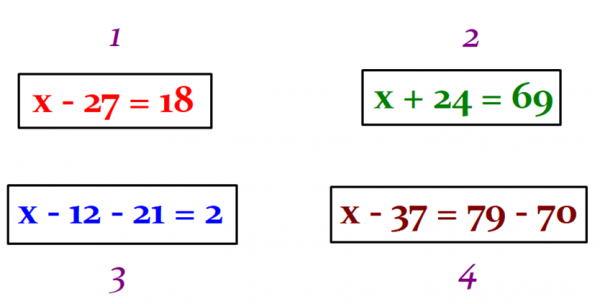 1
x - 27 = 18
2
x + 24 = 69
x - 12 - 21 = 2
3
x - 37 = 79 - 70
4